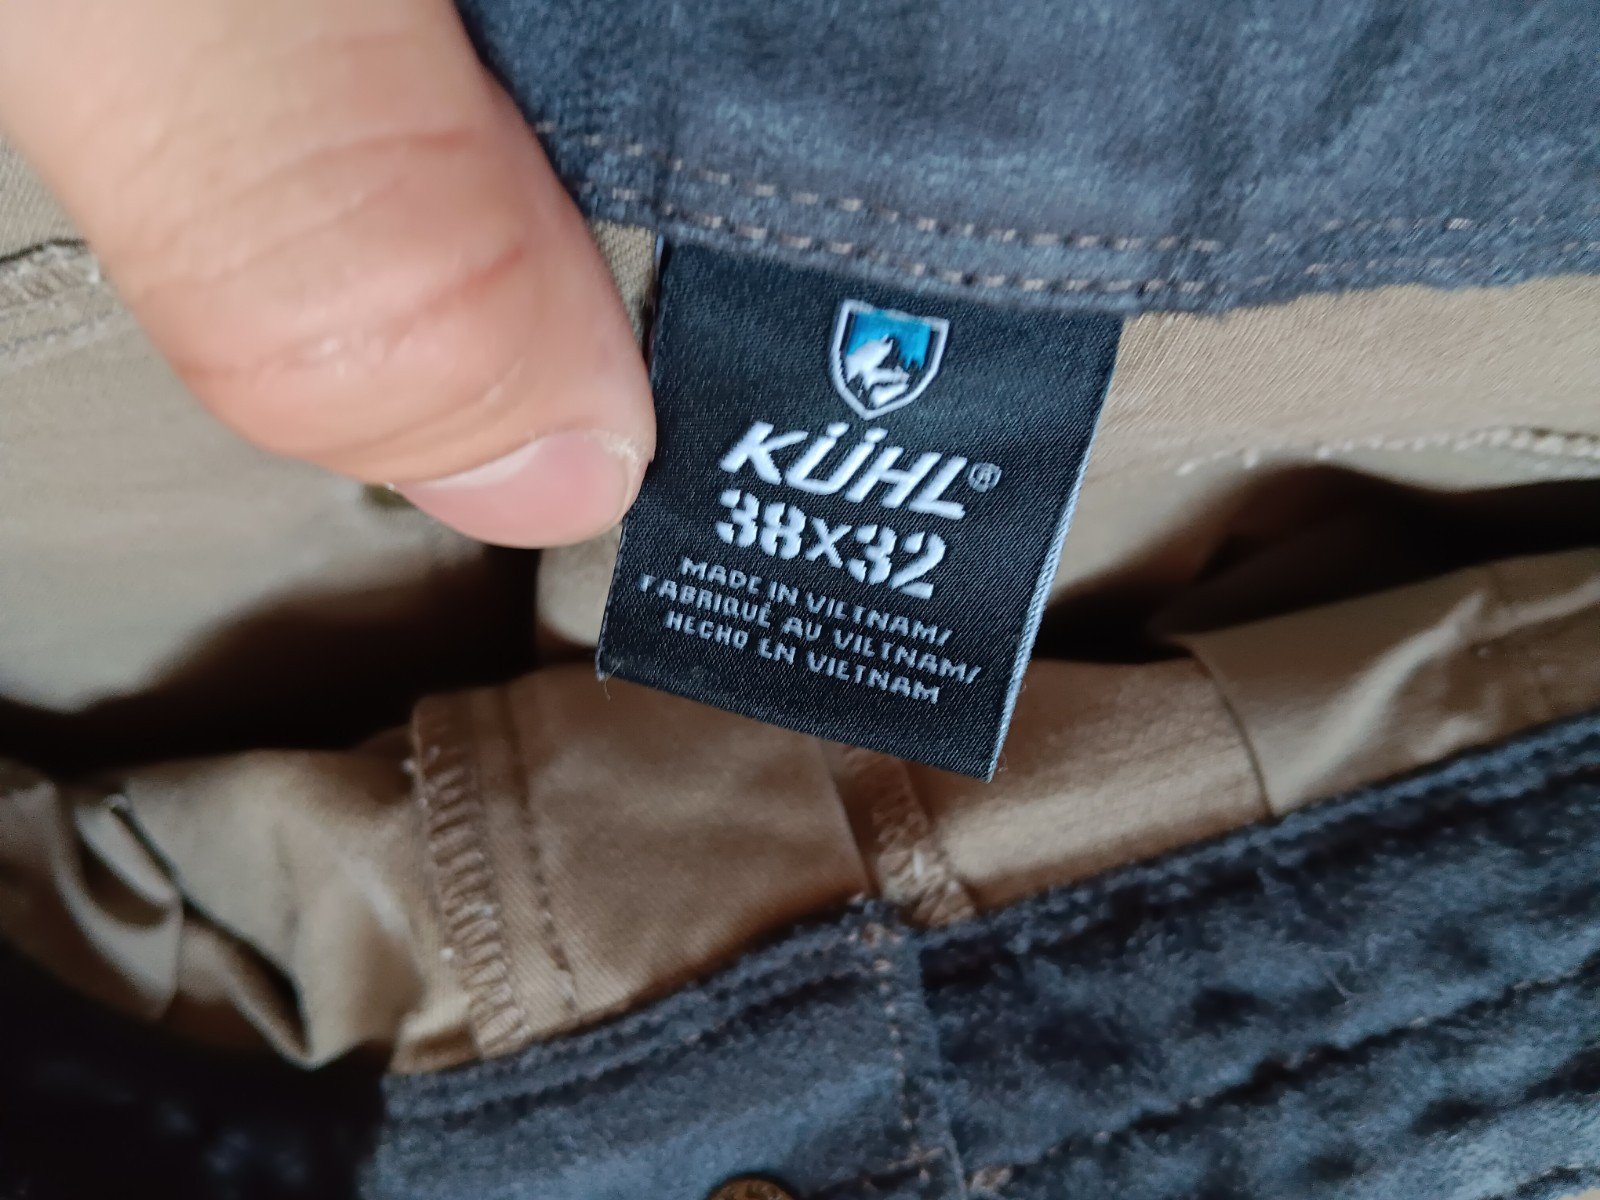 KÜHL®
38X32
MADE IN VIETNAM/
FABRIQUÉ AU VIETNAM/
HECHO EN VIETNAM